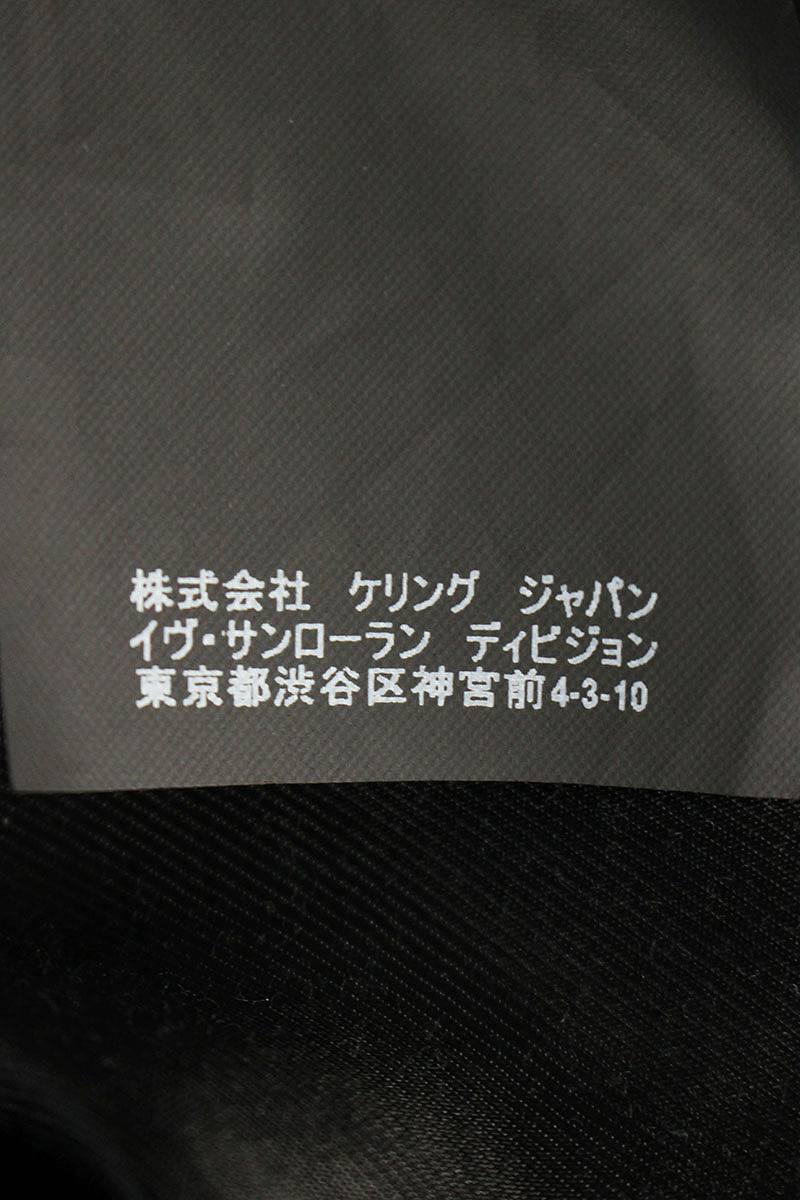 株式会社 ケリング ジャパン
イヴ・サンローラン ディビジョン
東京都渋谷区神宮前4-3-10